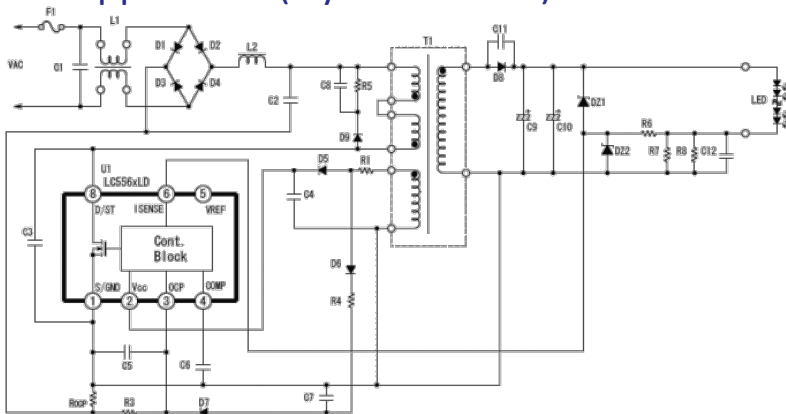 F1
L1
VAC
C1
D1
D2
D3
D4
L2
C2
C8
R5
D9
T1
C11
D8
C9
C10
DZ1
DZ2
R6
R7
R8
C12
LED
U1
LC556xLD
8
6
5
D/ST
ISENSE
VREF
Cont.
Block
S/GND
Vcc
OCP
COMP
1
2
3
4
C3
D5
R1
C4
D6
R4
C5
C6
ROCP
R3
D7
C7